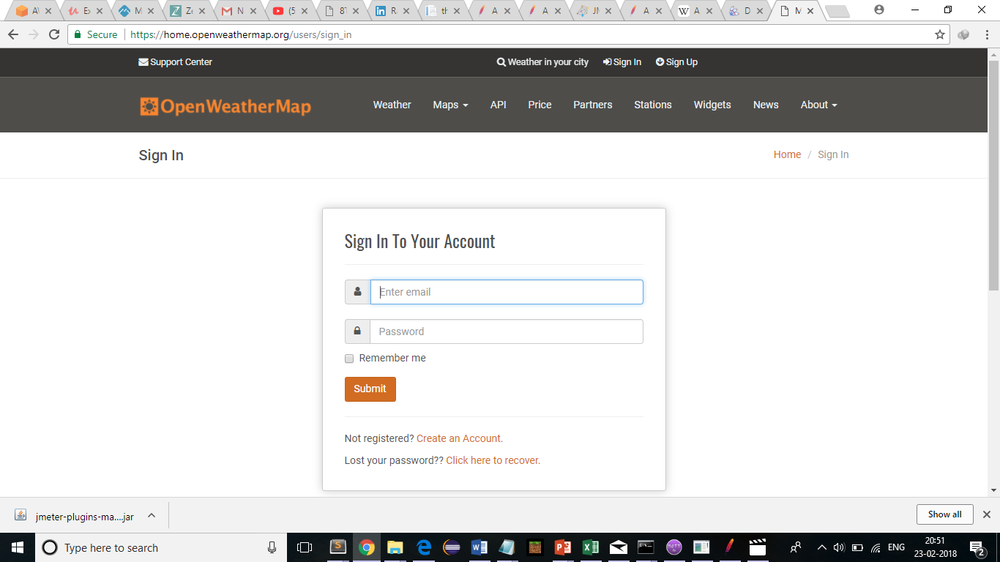 AV
Ex
M
Ze
N
(5
87
Ra
th
A
A
JM
A
A
D
M
Secure
https://home.openweathermap.org/users/sign_in
Support Center
Weather in your city
Sign In
Sign Up
OpenWeatherMap
Weather
Maps
API
Price
Partners
Stations
Widgets
News
About
Sign In
Home / Sign In
Sign In To Your Account
Enter email
Password
Remember me
Submit
Not registered? Create an Account.
Lost your password?? Click here to recover.
jmeter-plugins-ma....jar
Show all
Type here to search
ENG
20:51
23-02-2018
2